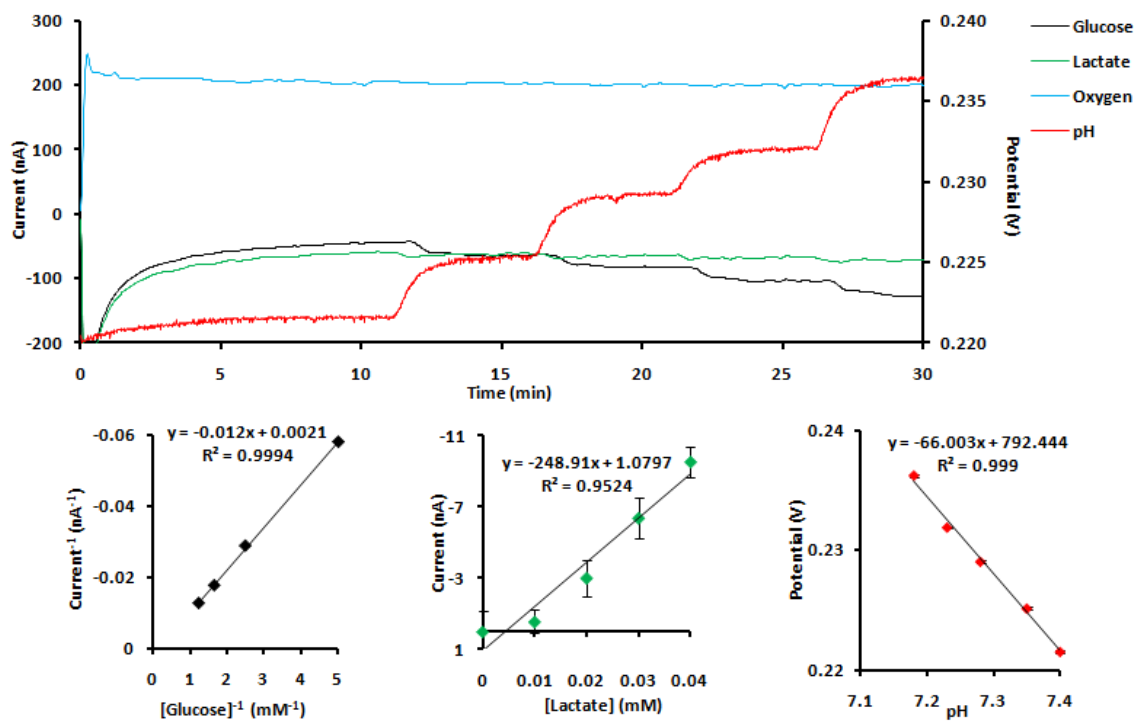 300
200
100
0
-100
-200
Current (nA)
0.240
0.235
0.230
0.225
0.220
Potential (V)
Glucose
Lactate
Oxygen
pH
0 5 10 15 20 25 30
Time (min)
y = -0.012x + 0.0021
R² = 0.9994
-0.06
-0.04
-0.02
0
Current⁻¹ (nA⁻¹)
0 1 2 3 4 5
[Glucose]⁻¹ (mM⁻¹)
y = -248.91x + 1.0797
R² = 0.9524
-11
-7
-3
1
Current (nA)
0 0.01 0.02 0.03 0.04
[Lactate] (mM)
y = -66.003x + 792.444
R² = 0.999
0.24
0.23
0.22
Potential (V)
7.1 7.2 7.3 7.4
pH